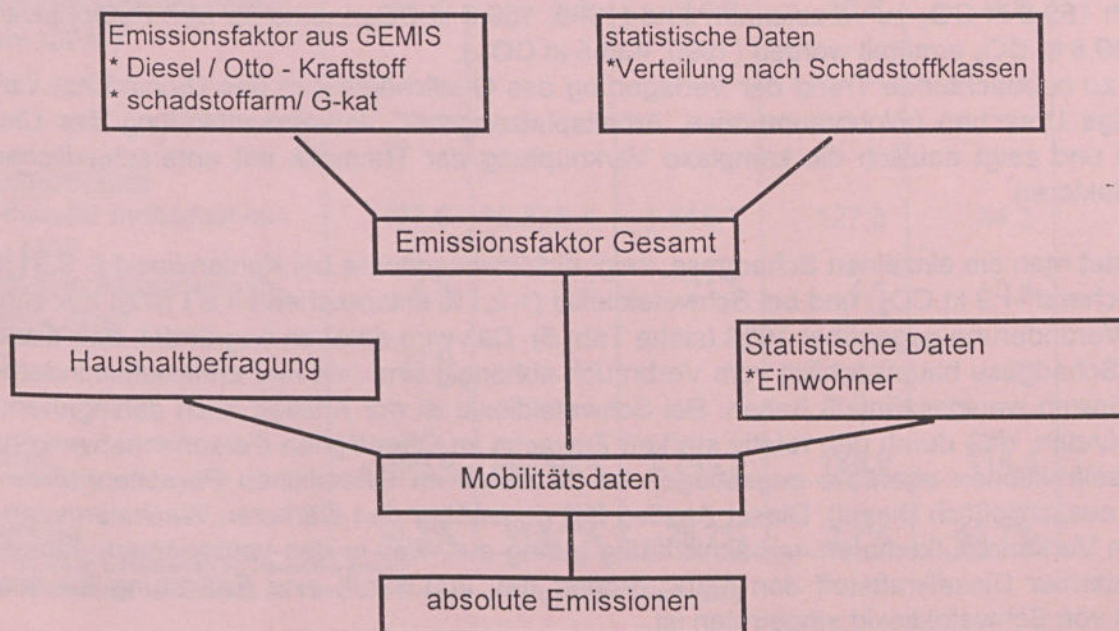 Emissionsfaktor aus GEMIS
* Diesel / Otto - Kraftstoff
* schadstoffarm/ G-kat
statistische Daten
*Verteilung nach Schadstoffklassen
Emissionsfaktor Gesamt
Haushaltbefragung
Statistische Daten
*Einwohner
Mobilitätsdaten
absolute Emissionen